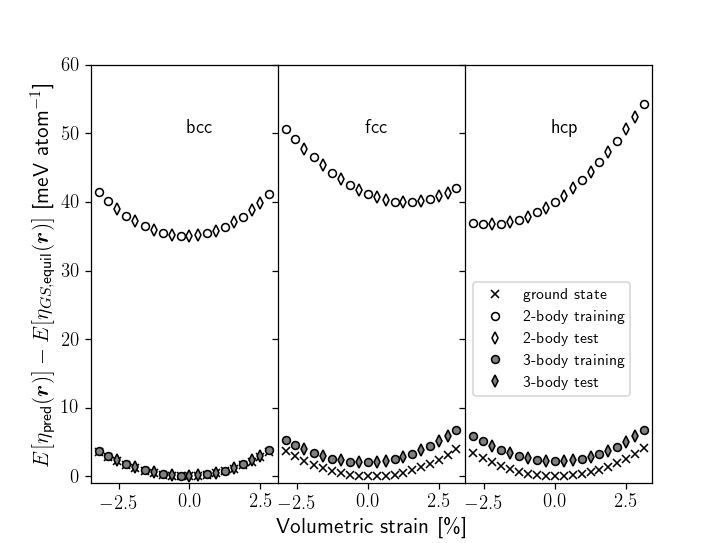 60
50
40
30
20
10
0
E[η_pred(r)] − E[η_GS,equil(r)] [meV atom⁻¹]
bcc
fcc
hcp
ground state
2-body training
2-body test
3-body training
3-body test
−2.5 0.0 2.5 −2.5 0.0 2.5 −2.5 0.0 2.5
Volumetric strain [%]